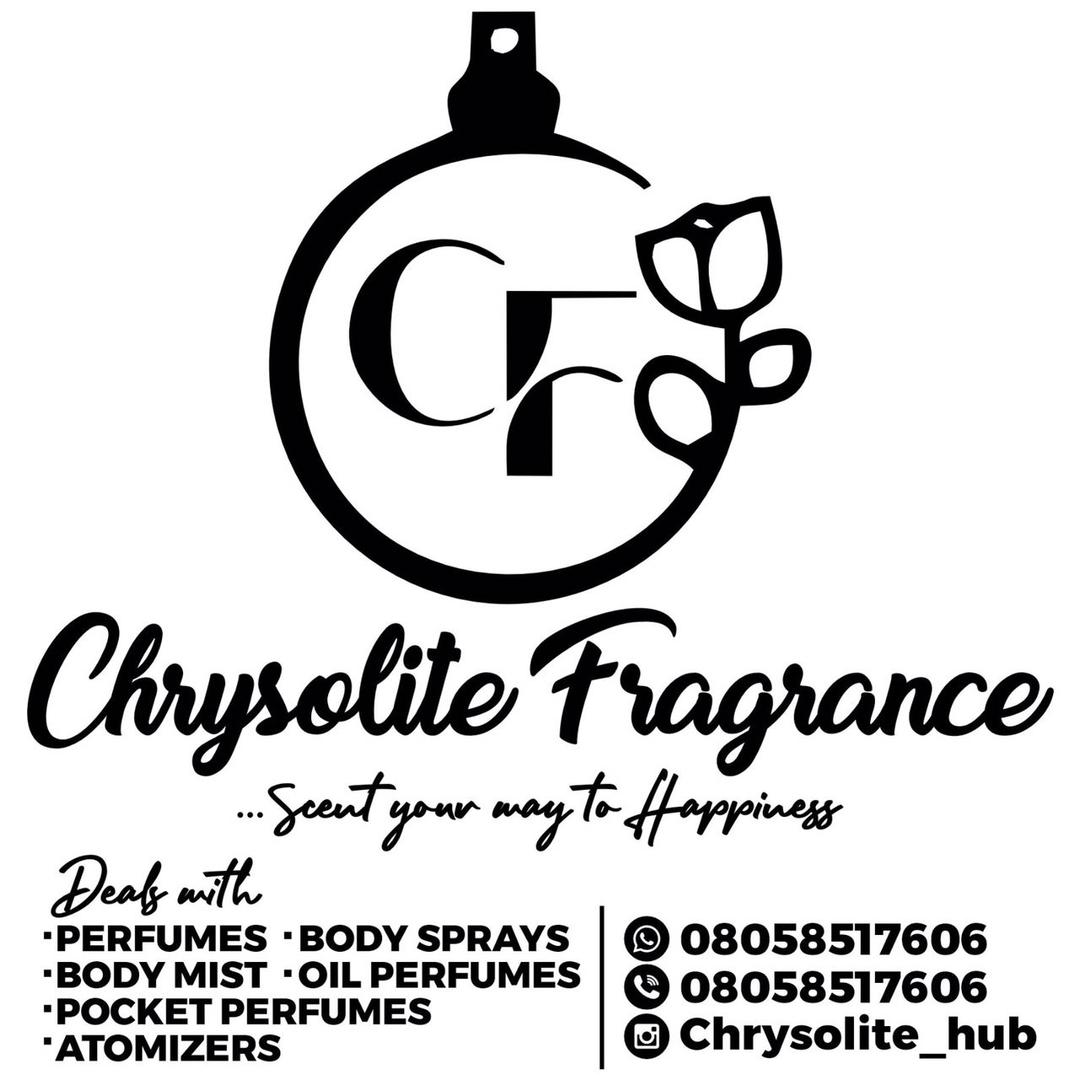 CF
Chrysolite Fragrance
...Scent your way to Happiness
Deals with
·PERFUMES ·BODY SPRAYS
·BODY MIST ·OIL PERFUMES
·POCKET PERFUMES
·ATOMIZERS
08058517606
08058517606
Chrysolite_hub